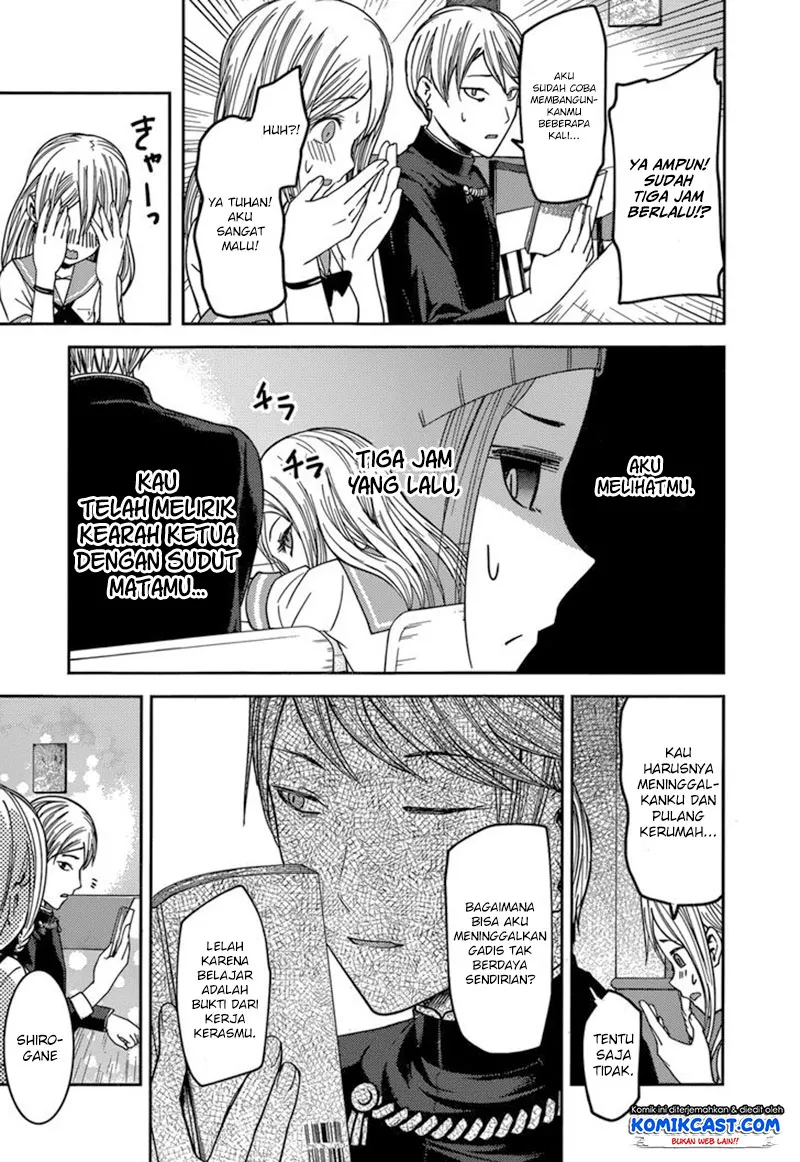 YA AMPUN!
SUDAH
TIGA JAM
BERLALU!?
AKU
SUDAH COBA
MEMBANGUN-
KANMU
BEBERAPA
KALI...
HUH?!
YA TUHAN!
AKU
SANGAT
MALU!
きゃーっ
AKU
MELIHATMU.
TIGA JAM
YANG LALU,
チラ
チラ
KAU
TELAH MELIRIK
KEARAH KETUA
DENGAN SUDUT
MATAMU...
KAU
HARUSNYA
MENINGGAL-
KANKU DAN
PULANG
KERUMAH...
TENTU
SAJA
TIDAK.
BAGAIMANA
BISA AKU
MENINGGALKAN
GADIS TAK
BERDAYA
SENDIRIAN?
LELAH
KARENA
BELAJAR
ADALAH
BUKTI DARI
KERJA
KERASMU.
SHIRO-
GANE
Komik ini diterjemahkan & diedit oleh
KOMIKCAST.COM
BUKAN WEB LAIN!!